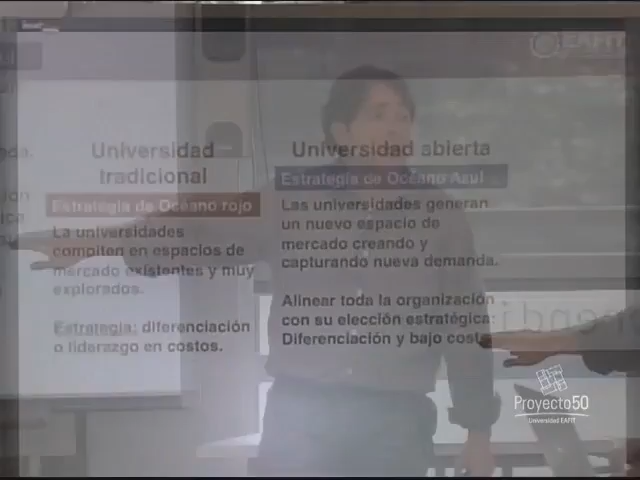 EAFIT
Universidad
tradicional
Estrategia de Océano rojo
La universidades
compiten en espacios de
mercado existentes y muy
explorados.
Estrategia: diferenciación
o liderazgo en costos.
Universidad abierta
Estrategia de Océano Azul
Las universidades generan
un nuevo espacio de
mercado creando y
capturando nueva demanda.
Alinear toda la organización
con su elección estratégica:
Diferenciación y bajo costo
Proyecto50
Universidad EAFIT